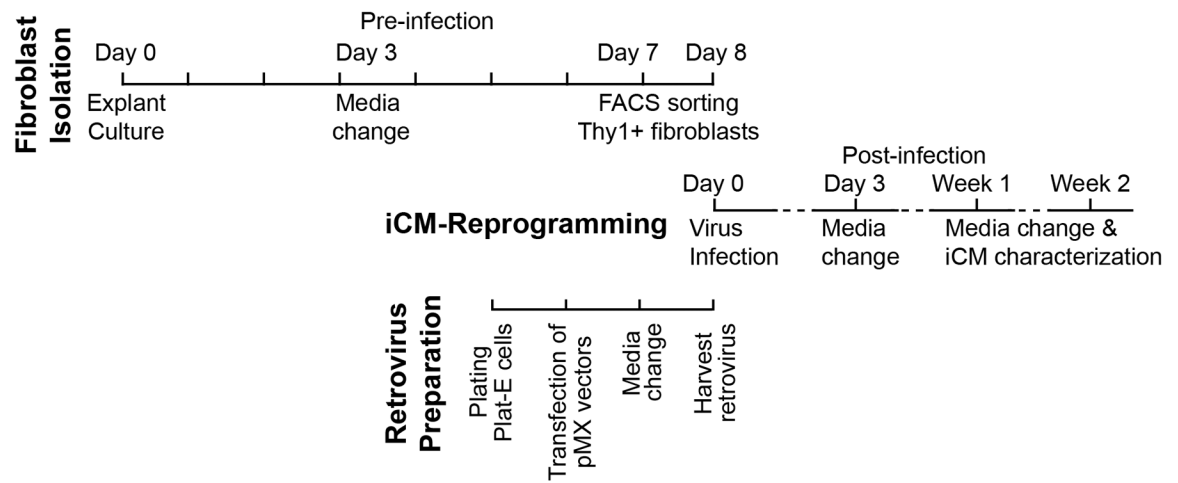 Fibroblast
Isolation
Pre-infection
Day 0
Day 3
Day 7
Day 8
Explant
Culture
Media
change
FACS sorting
Thy1+ fibroblasts
iCM-Reprogramming
Post-infection
Day 0
Day 3
Week 1
Week 2
Virus
Infection
Media
change
Media change &
iCM characterization
Retrovirus
Preparation
Plating
Plat-E cells
Transfection of
pMX vectors
Media
change
Harvest
retrovirus